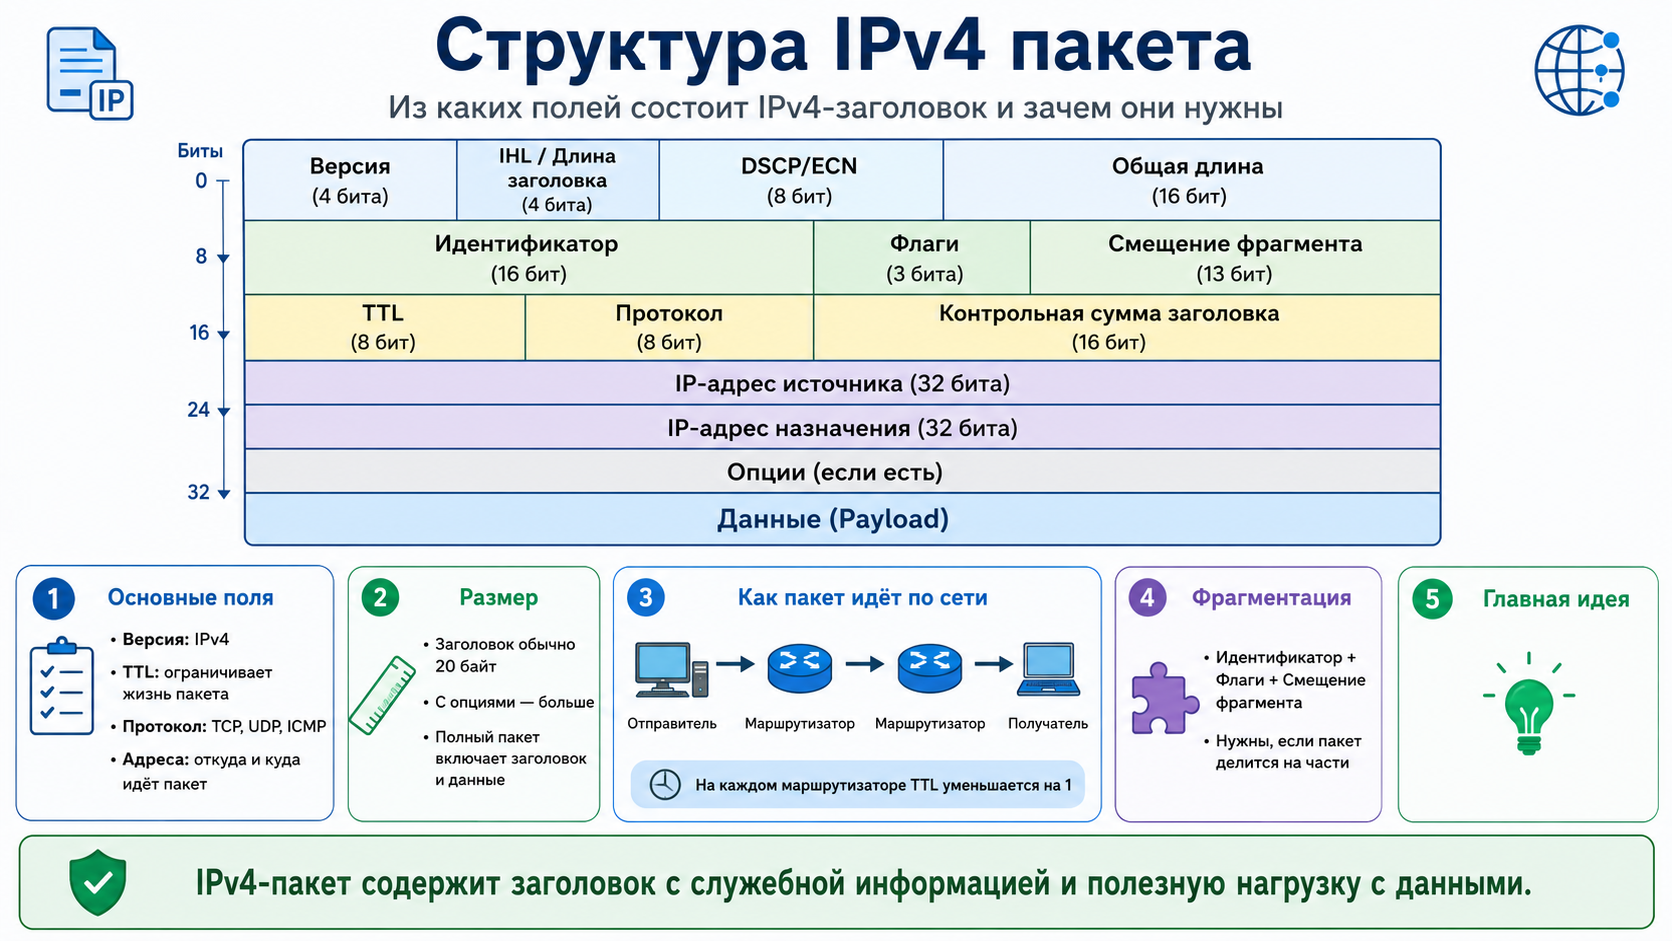 Структура IPv4 пакета
IP
Из каких полей состоит IPv4-заголовок и зачем они нужны
Биты
0
8
16
24
32
Версия
(4 бита)
IHL / Длина
заголовка
(4 бита)
DSCP/ECN
(8 бит)
Общая длина
(16 бит)
Идентификатор
(16 бит)
Флаги
(3 бита)
Смещение фрагмента
(13 бит)
TTL
(8 бит)
Протокол
(8 бит)
Контрольная сумма заголовка
(16 бит)
IP-адрес источника (32 бита)
IP-адрес назначения (32 бита)
Опции (если есть)
Данные (Payload)
1 Основные поля
• Версия: IPv4
• TTL: ограничивает
жизнь пакета
• Протокол: TCP, UDP, ICMP
• Адреса: откуда и куда
идёт пакет
2 Размер
• Заголовок обычно
20 байт
• С опциями — больше
• Полный пакет
включает заголовок
и данные
3 Как пакет идёт по сети
Отправитель
Маршрутизатор
Маршрутизатор
Получатель
На каждом маршрутизаторе TTL уменьшается на 1
4 Фрагментация
• Идентификатор +
Флаги + Смещение
фрагмента
• Нужны, если пакет
делится на части
5 Главная идея
IPv4-пакет содержит заголовок с служебной информацией и полезную нагрузку с данными.